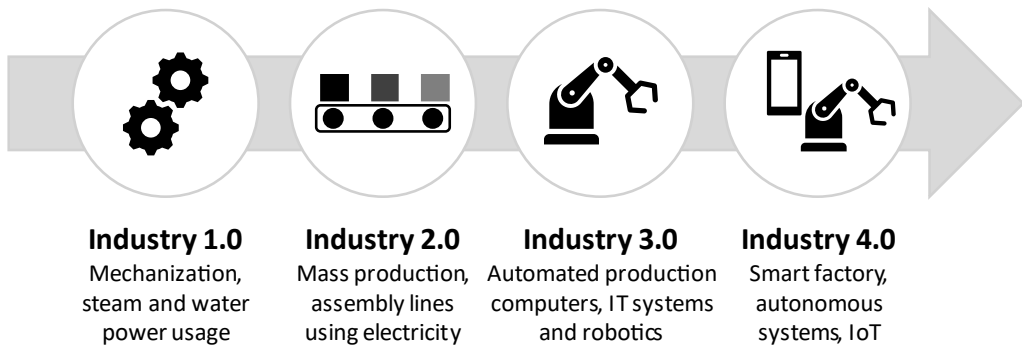 Industry 1.0
Mechanization,
steam and water
power usage
Industry 2.0
Mass production,
assembly lines
using electricity
Industry 3.0
Automated production
computers, IT systems
and robotics
Industry 4.0
Smart factory,
autonomous
systems, IoT